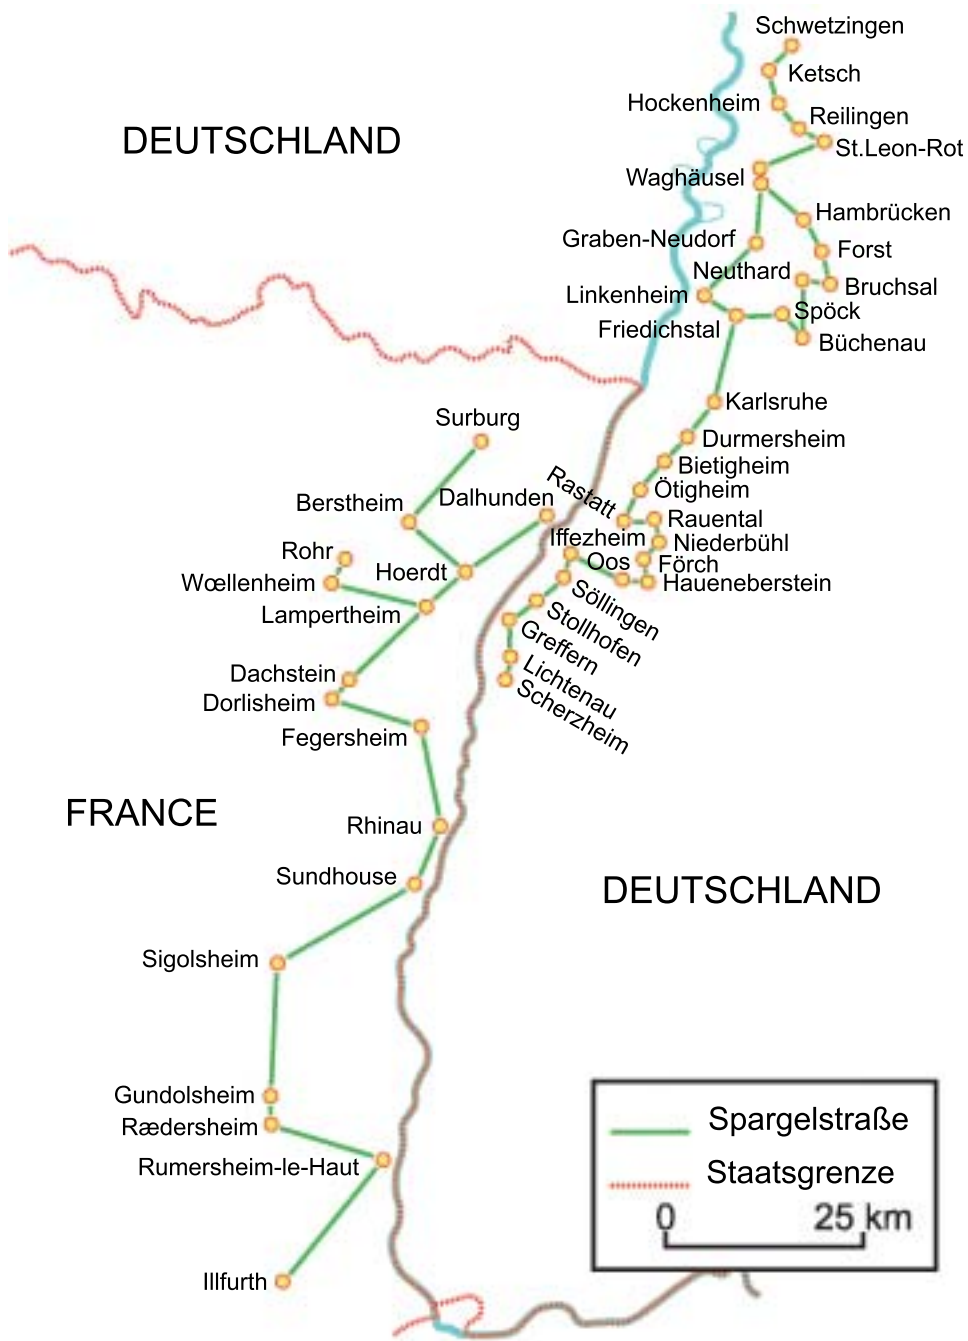 Schwetzingen
Ketsch
Hockenheim
Reilingen
DEUTSCHLAND
St.Leon-Rot
Waghäusel
Hambrücken
Graben-Neudorf
Forst
Neuthard
Bruchsal
Linkenheim
Spöck
Friedichstal
Büchenau
Karlsruhe
Surburg
Durmersheim
Bietigheim
Ötigheim
Rastatt
Dalhunden
Berstheim
Rauental
Iffezheim
Niederbühl
Rohr
Oos
Förch
Hoerdt
Wœllenheim
Haueneberstein
Lampertheim
Söllingen
Stollhofen
Greffern
Lichtenau
Scherzheim
Dachstein
Dorlisheim
Fegersheim
FRANCE
Rhinau
Sundhouse
DEUTSCHLAND
Sigolsheim
Gundolsheim
Rædersheim
Rumersheim-le-Haut
Illfurth
Spargelstraße
Staatsgrenze
0 25 km